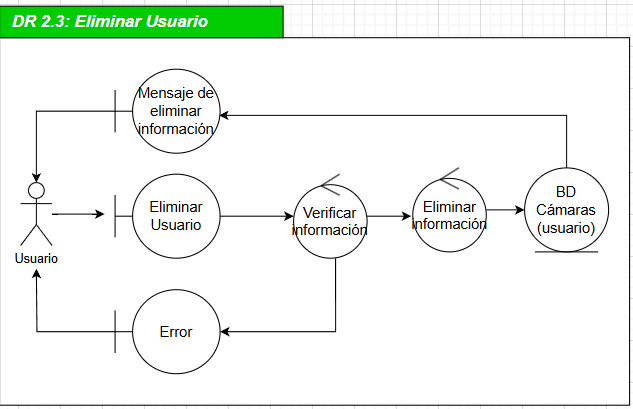 DR 2.3: Eliminar Usuario
Mensaje de
eliminar
información
Usuario
Eliminar
Usuario
Verificar
información
Eliminar
información
BD
Cámaras
(usuario)
Error